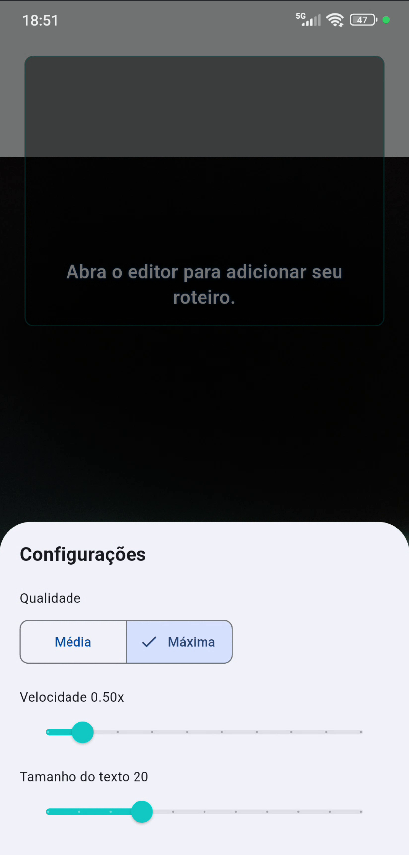 18:51
5G
47
Abra o editor para adicionar seu
roteiro.
Configurações
Qualidade
Média
Máxima
Velocidade 0.50x
Tamanho do texto 20